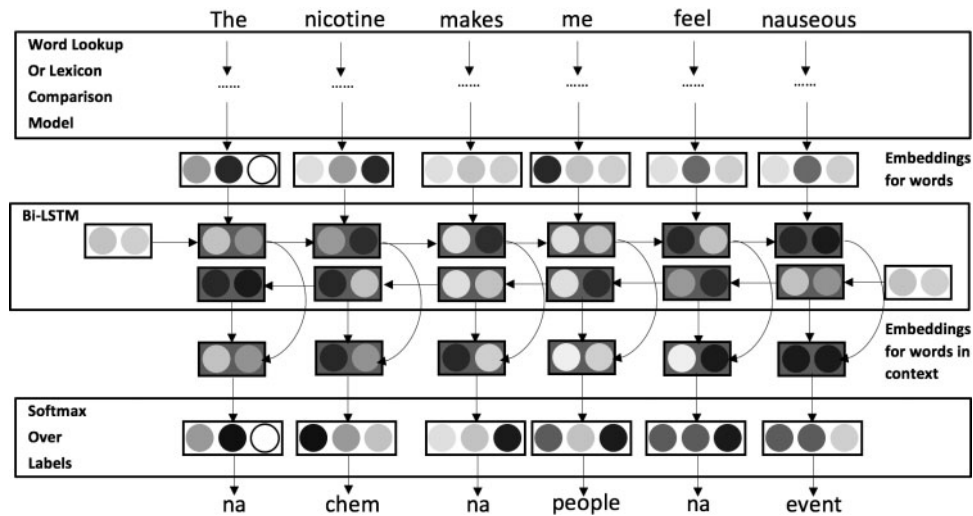 The nicotine makes me feel nauseous
Word Lookup
Or Lexicon
Comparison
Model
...... ...... ...... ...... ...... ......
Embeddings
for words
Bi-LSTM
Embeddings
for words in
context
Softmax
Over
Labels
na chem na people na event